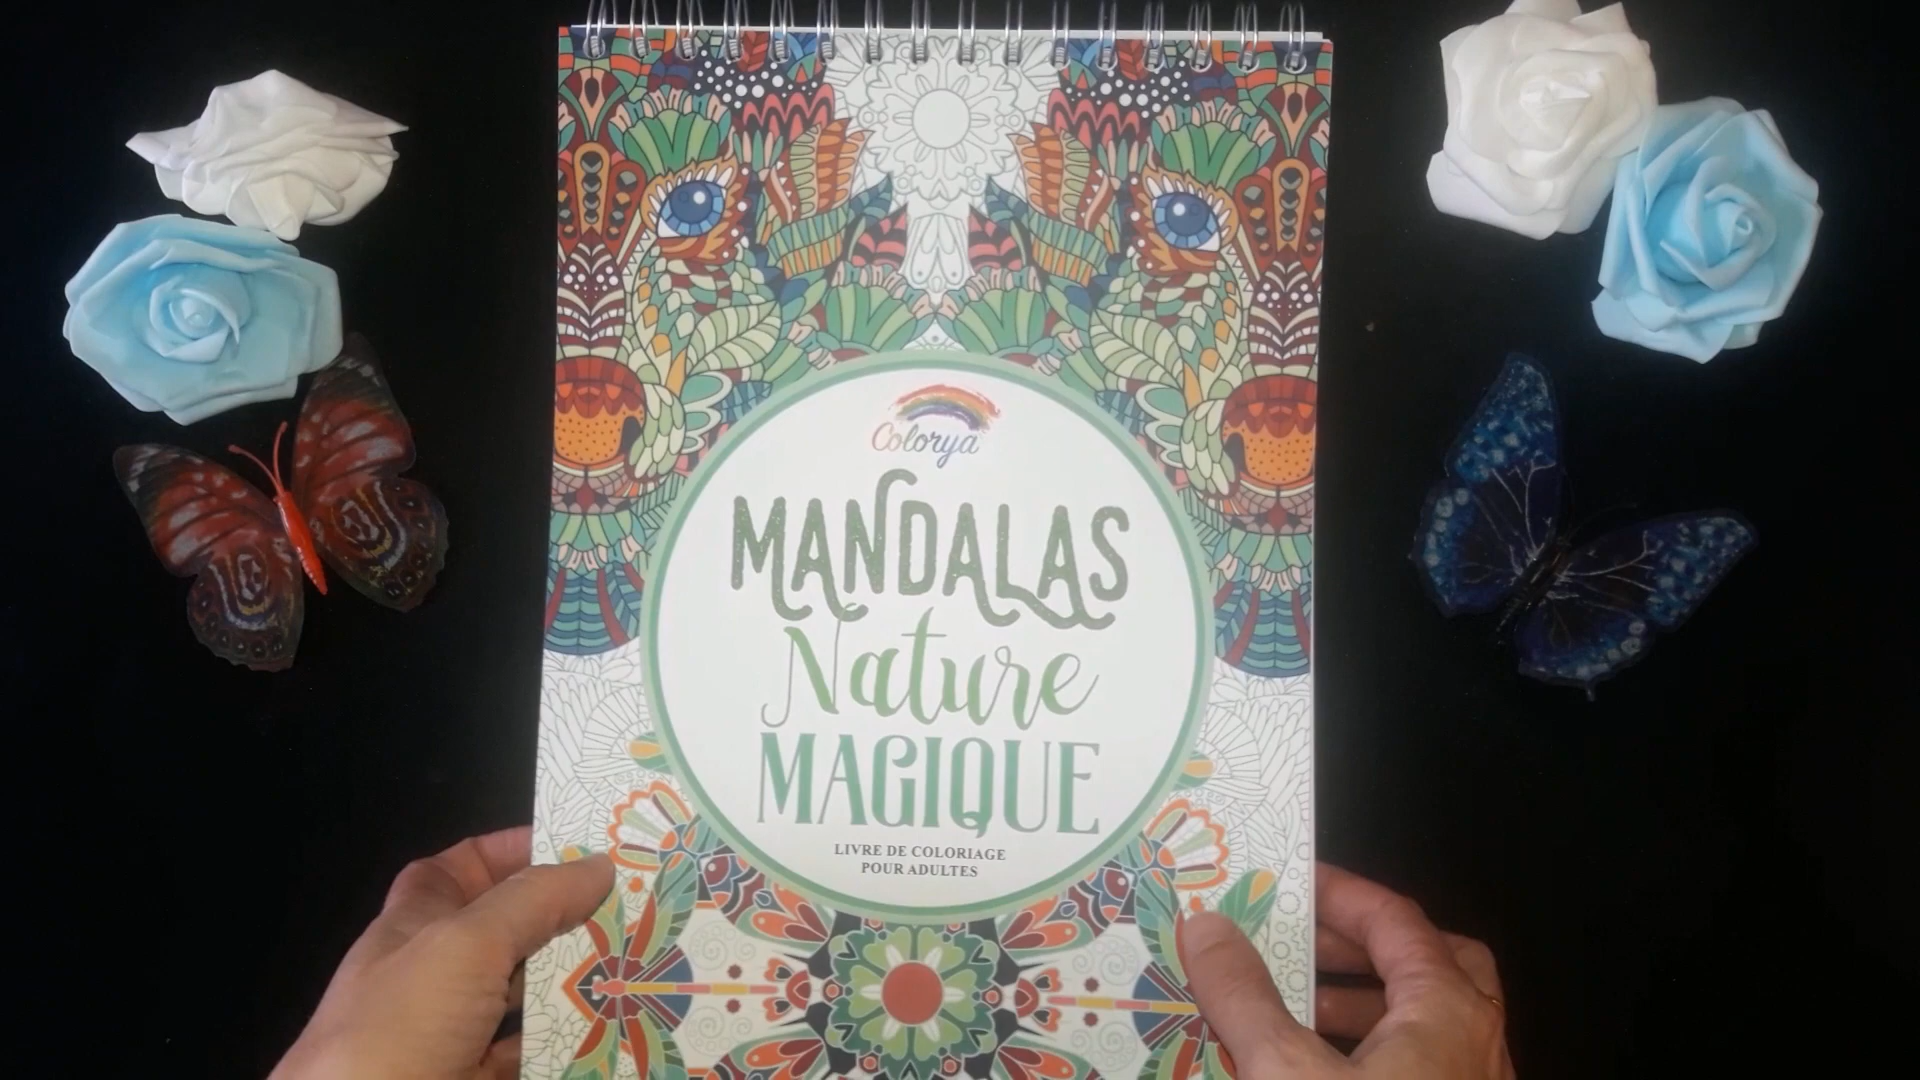 Colorya
MANDALAS
Nature
MAGIQUE
LIVRE DE COLORIAGE
POUR ADULTES